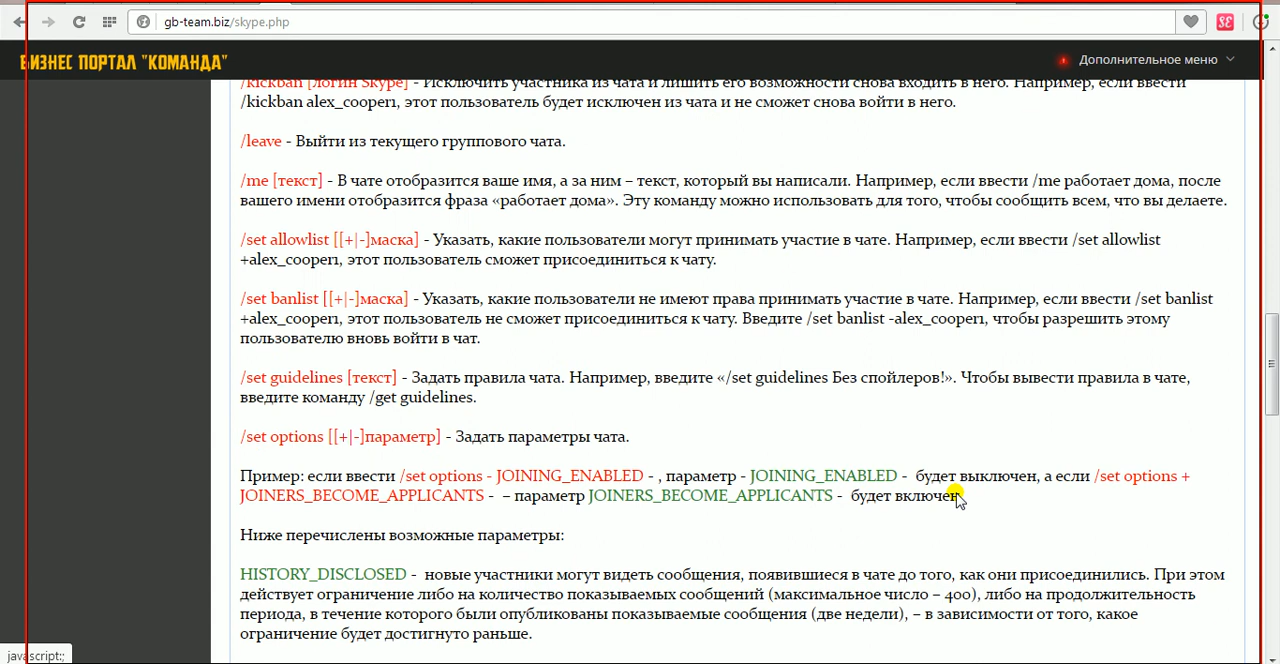 gb-team.biz/skype.php
БИЗНЕС ПОРТАЛ "КОМАНДА"
Дополнительное меню
/kickban [логин Skype] - Исключить участника из чата и лишить его возможности снова входить в него. Например, если ввести
/kickban alex_cooper1, этот пользователь будет исключен из чата и не сможет снова войти в него.
/leave - Выйти из текущего группового чата.
/me [текст] - В чате отобразится ваше имя, а за ним – текст, который вы написали. Например, если ввести /me работает дома, после
вашего имени отобразится фраза «работает дома». Эту команду можно использовать для того, чтобы сообщить всем, что вы делаете.
/set allowlist [[+|-]маска] - Указать, какие пользователи могут принимать участие в чате. Например, если ввести /set allowlist
+alex_cooper1, этот пользователь сможет присоединиться к чату.
/set banlist [[+|-]маска] - Указать, какие пользователи не имеют права принимать участие в чате. Например, если ввести /set banlist
+alex_cooper1, этот пользователь не сможет присоединиться к чату. Введите /set banlist -alex_cooper1, чтобы разрешить этому
пользователю вновь войти в чат.
/set guidelines [текст] - Задать правила чата. Например, введите «/set guidelines Без спойлеров!». Чтобы вывести правила в чате,
введите команду /get guidelines.
/set options [[+|-]параметр] - Задать параметры чата.
Пример: если ввести /set options - JOINING_ENABLED - , параметр - JOINING_ENABLED - будет выключен, а если /set options +
JOINERS_BECOME_APPLICANTS - – параметр JOINERS_BECOME_APPLICANTS - будет включен
Ниже перечислены возможные параметры:
HISTORY_DISCLOSED - новые участники могут видеть сообщения, появившиеся в чате до того, как они присоединились. При этом
действует ограничение либо на количество показываемых сообщений (максимальное число – 400), либо на продолжительность
периода, в течение которого были опубликованы показываемые сообщения (две недели), – в зависимости от того, какое
ограничение будет достигнуто раньше.
javascript:;